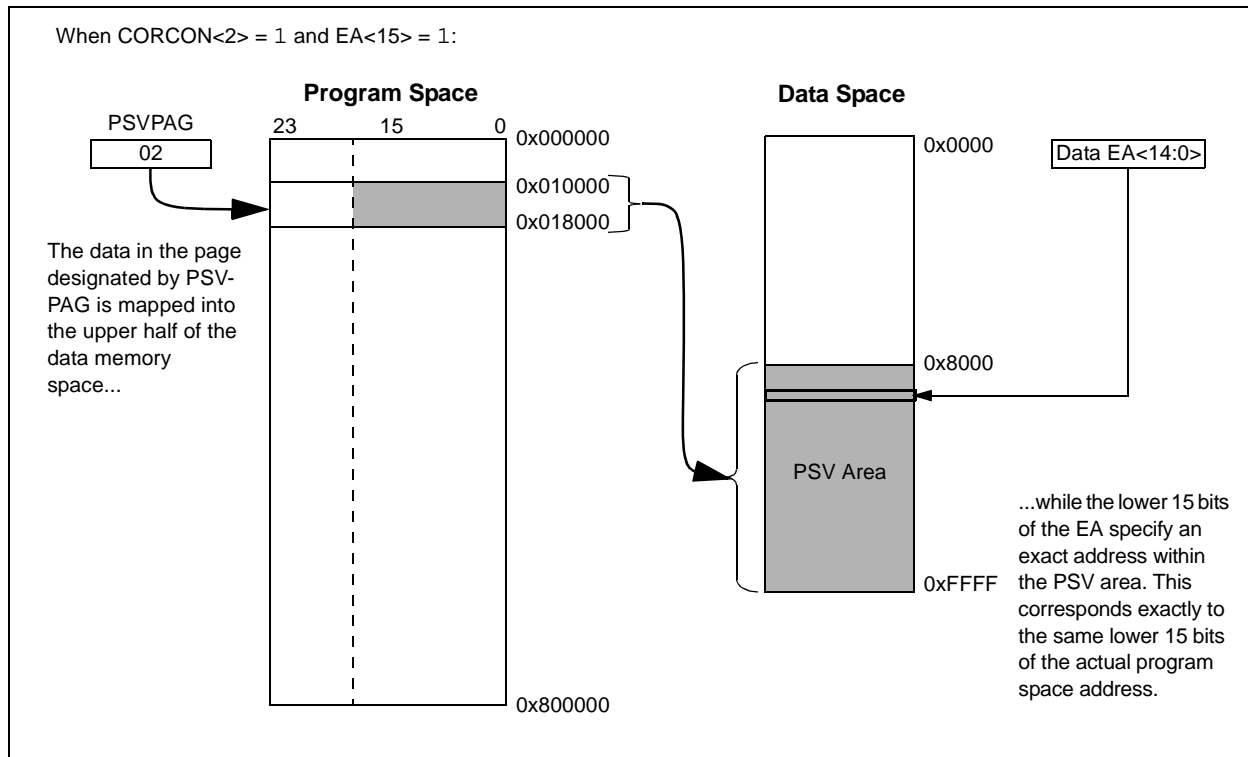 When CORCON<2> = 1 and EA<15> = 1:
Program Space
Data Space
PSVPAG
02
23 15 0
0x000000
0x010000
0x018000
0x800000
The data in the page
designated by PSV-
PAG is mapped into
the upper half of the
data memory
space...
0x0000
0x8000
0xFFFF
PSV Area
Data EA<14:0>
...while the lower 15 bits
of the EA specify an
exact address within
the PSV area. This
corresponds exactly to
the same lower 15 bits
of the actual program
space address.